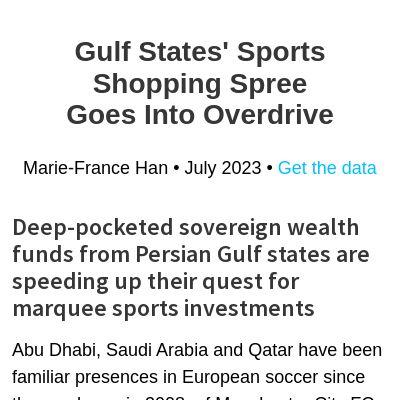 Gulf States' Sports
Shopping Spree
Goes Into Overdrive
Marie-France Han • July 2023 • Get the data
Deep-pocketed sovereign wealth
funds from Persian Gulf states are
speeding up their quest for
marquee sports investments
Abu Dhabi, Saudi Arabia and Qatar have been
familiar presences in European soccer since